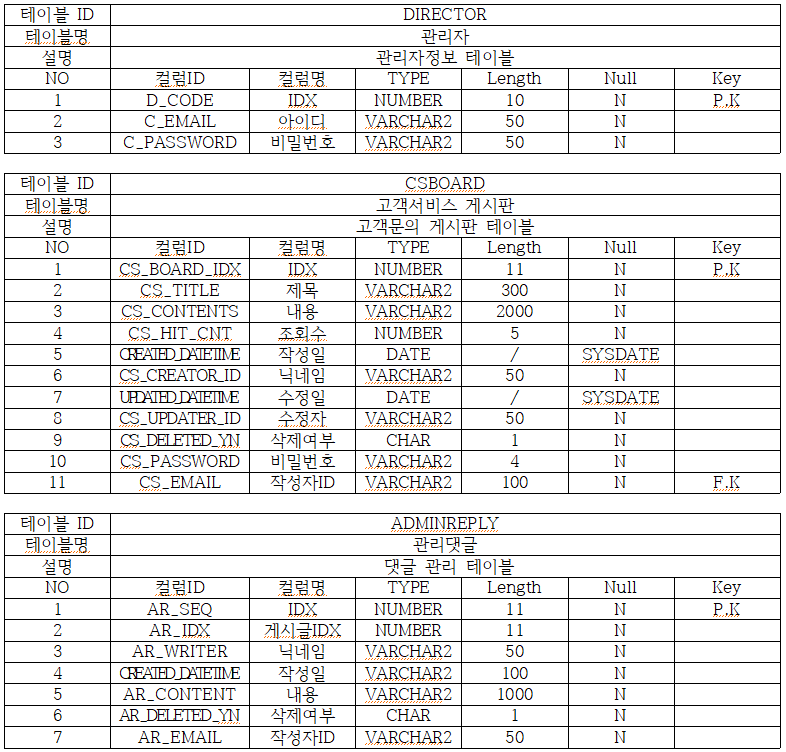 테이블 ID DIRECTOR
테이블명 관리자
설명 관리자정보 테이블
NO 컬럼ID 컬럼명 TYPE Length Null Key
1 D_CODE IDX NUMBER 10 N P.K
2 C_EMAIL 아이디 VARCHAR2 50 N
3 C_PASSWORD 비밀번호 VARCHAR2 50 N
테이블 ID CSBOARD
테이블명 고객서비스 게시판
설명 고객문의 게시판 테이블
NO 컬럼ID 컬럼명 TYPE Length Null Key
1 CS_BOARD_IDX IDX NUMBER 11 N P.K
2 CS_TITLE 제목 VARCHAR2 300 N
3 CS_CONTENTS 내용 VARCHAR2 2000 N
4 CS_HIT_CNT 조회수 NUMBER 5 N
5 CREATED_DATETIME 작성일 DATE / SYSDATE
6 CS_CREATOR_ID 닉네임 VARCHAR2 50 N
7 UPDATED_DATETIME 수정일 DATE / SYSDATE
8 CS_UPDATER_ID 수정자 VARCHAR2 50 N
9 CS_DELETED_YN 삭제여부 CHAR 1 N
10 CS_PASSWORD 비밀번호 VARCHAR2 4 N
11 CS_EMAIL 작성자ID VARCHAR2 100 N F.K
테이블 ID ADMINREPLY
테이블명 관리댓글
설명 댓글 관리 테이블
NO 컬럼ID 컬럼명 TYPE Length Null Key
1 AR_SEQ IDX NUMBER 11 N P.K
2 AR_IDX 게시글IDX NUMBER 11 N
3 AR_WRITER 닉네임 VARCHAR2 50 N
4 CREATED_DATETIME 작성일 VARCHAR2 100 N
5 AR_CONTENT 내용 VARCHAR2 1000 N
6 AR_DELETED_YN 삭제여부 CHAR 1 N
7 AR_EMAIL 작성자ID VARCHAR2 50 N